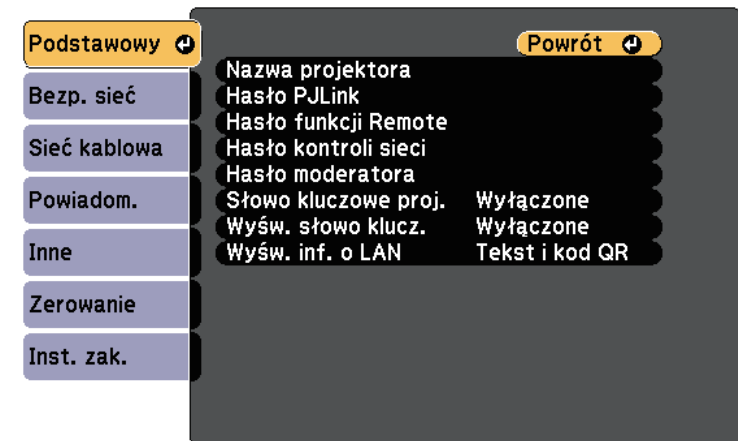 Podstawowy
Bezp. sieć
Sieć kablowa
Powiadom.
Inne
Zerowanie
Inst. zak.
Powrót
Nazwa projektora
Hasło PJLink
Hasło funkcji Remote
Hasło kontroli sieci
Hasło moderatora
Słowo kluczowe proj. Wyłączone
Wyśw. słowo klucz. Wyłączone
Wyśw. inf. o LAN Tekst i kod QR